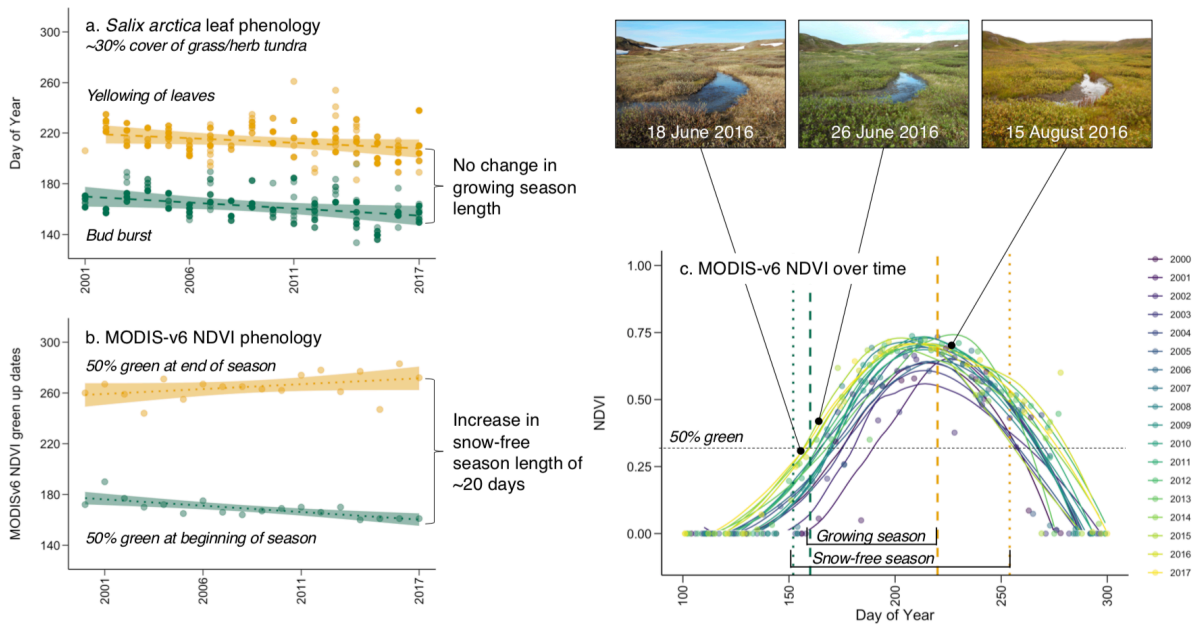 a. Salix arctica leaf phenology
~30% cover of grass/herb tundra
Day of Year
300
260
220
180
140
Yellowing of leaves
Bud burst
2001
2006
2011
2017
No change in
growing season
length
b. MODIS-v6 NDVI phenology
50% green at end of season
MODISv6 NDVI green up dates
300
260
220
180
140
50% green at beginning of season
2001
2006
2011
2017
Increase in
snow-free
season length of
~20 days
18 June 2016
26 June 2016
15 August 2016
c. MODIS-v6 NDVI over time
NDVI
1.00
0.75
0.50
0.25
0.00
50% green
Growing season
Snow-free season
100
150
200
250
300
Day of Year
2000
2001
2002
2003
2004
2005
2006
2007
2008
2009
2010
2011
2012
2013
2014
2015
2016
2017